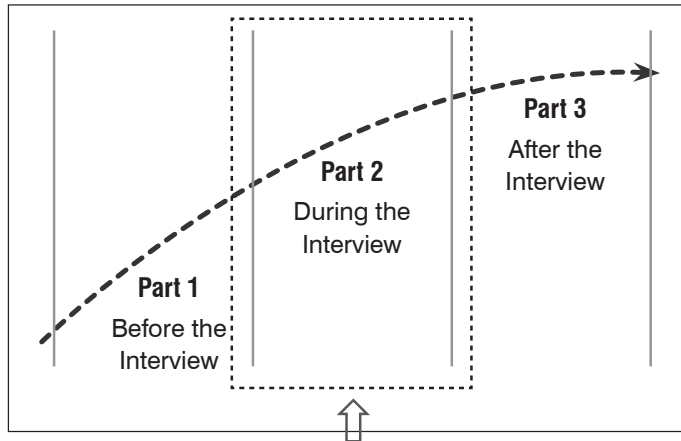 Part 1
Before the
Interview
Part 2
During the
Interview
Part 3
After the
Interview